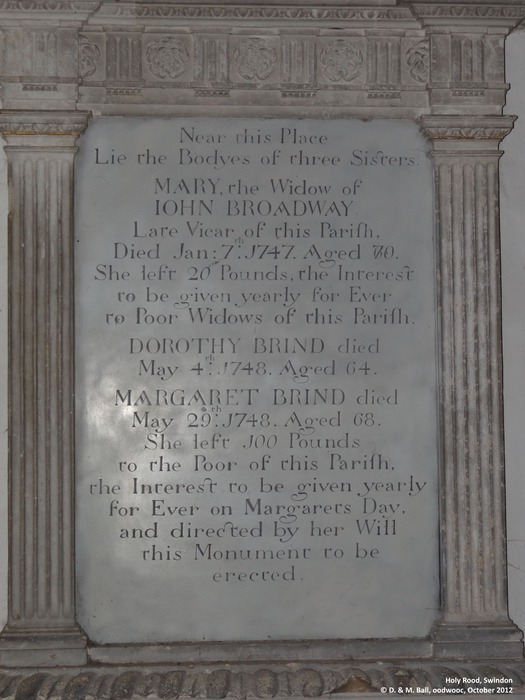 Near this Place
Lie the Bodyes of three Sisters.
MARY, the Widow of
IOHN BROADWAY
Late Vicar of this Parish,
Died Jan: 7th. 1747. Aged 70.
She left 20 Pounds, the Interest
to be given yearly for Ever
to Poor Widows of this Parish.
DOROTHY BRIND died
May 4th. 1748. Aged 64.
MARGARET BRIND died
May 29th. 1748. Aged 68.
She left 100 Pounds
to the Poor of this Parish,
the Interest to be given yearly
for Ever on Margarets Day,
and directed by her Will
this Monument to be
erected.
Holy Rood, Swindon
© D. & M. Ball, oodwooc, October 2012